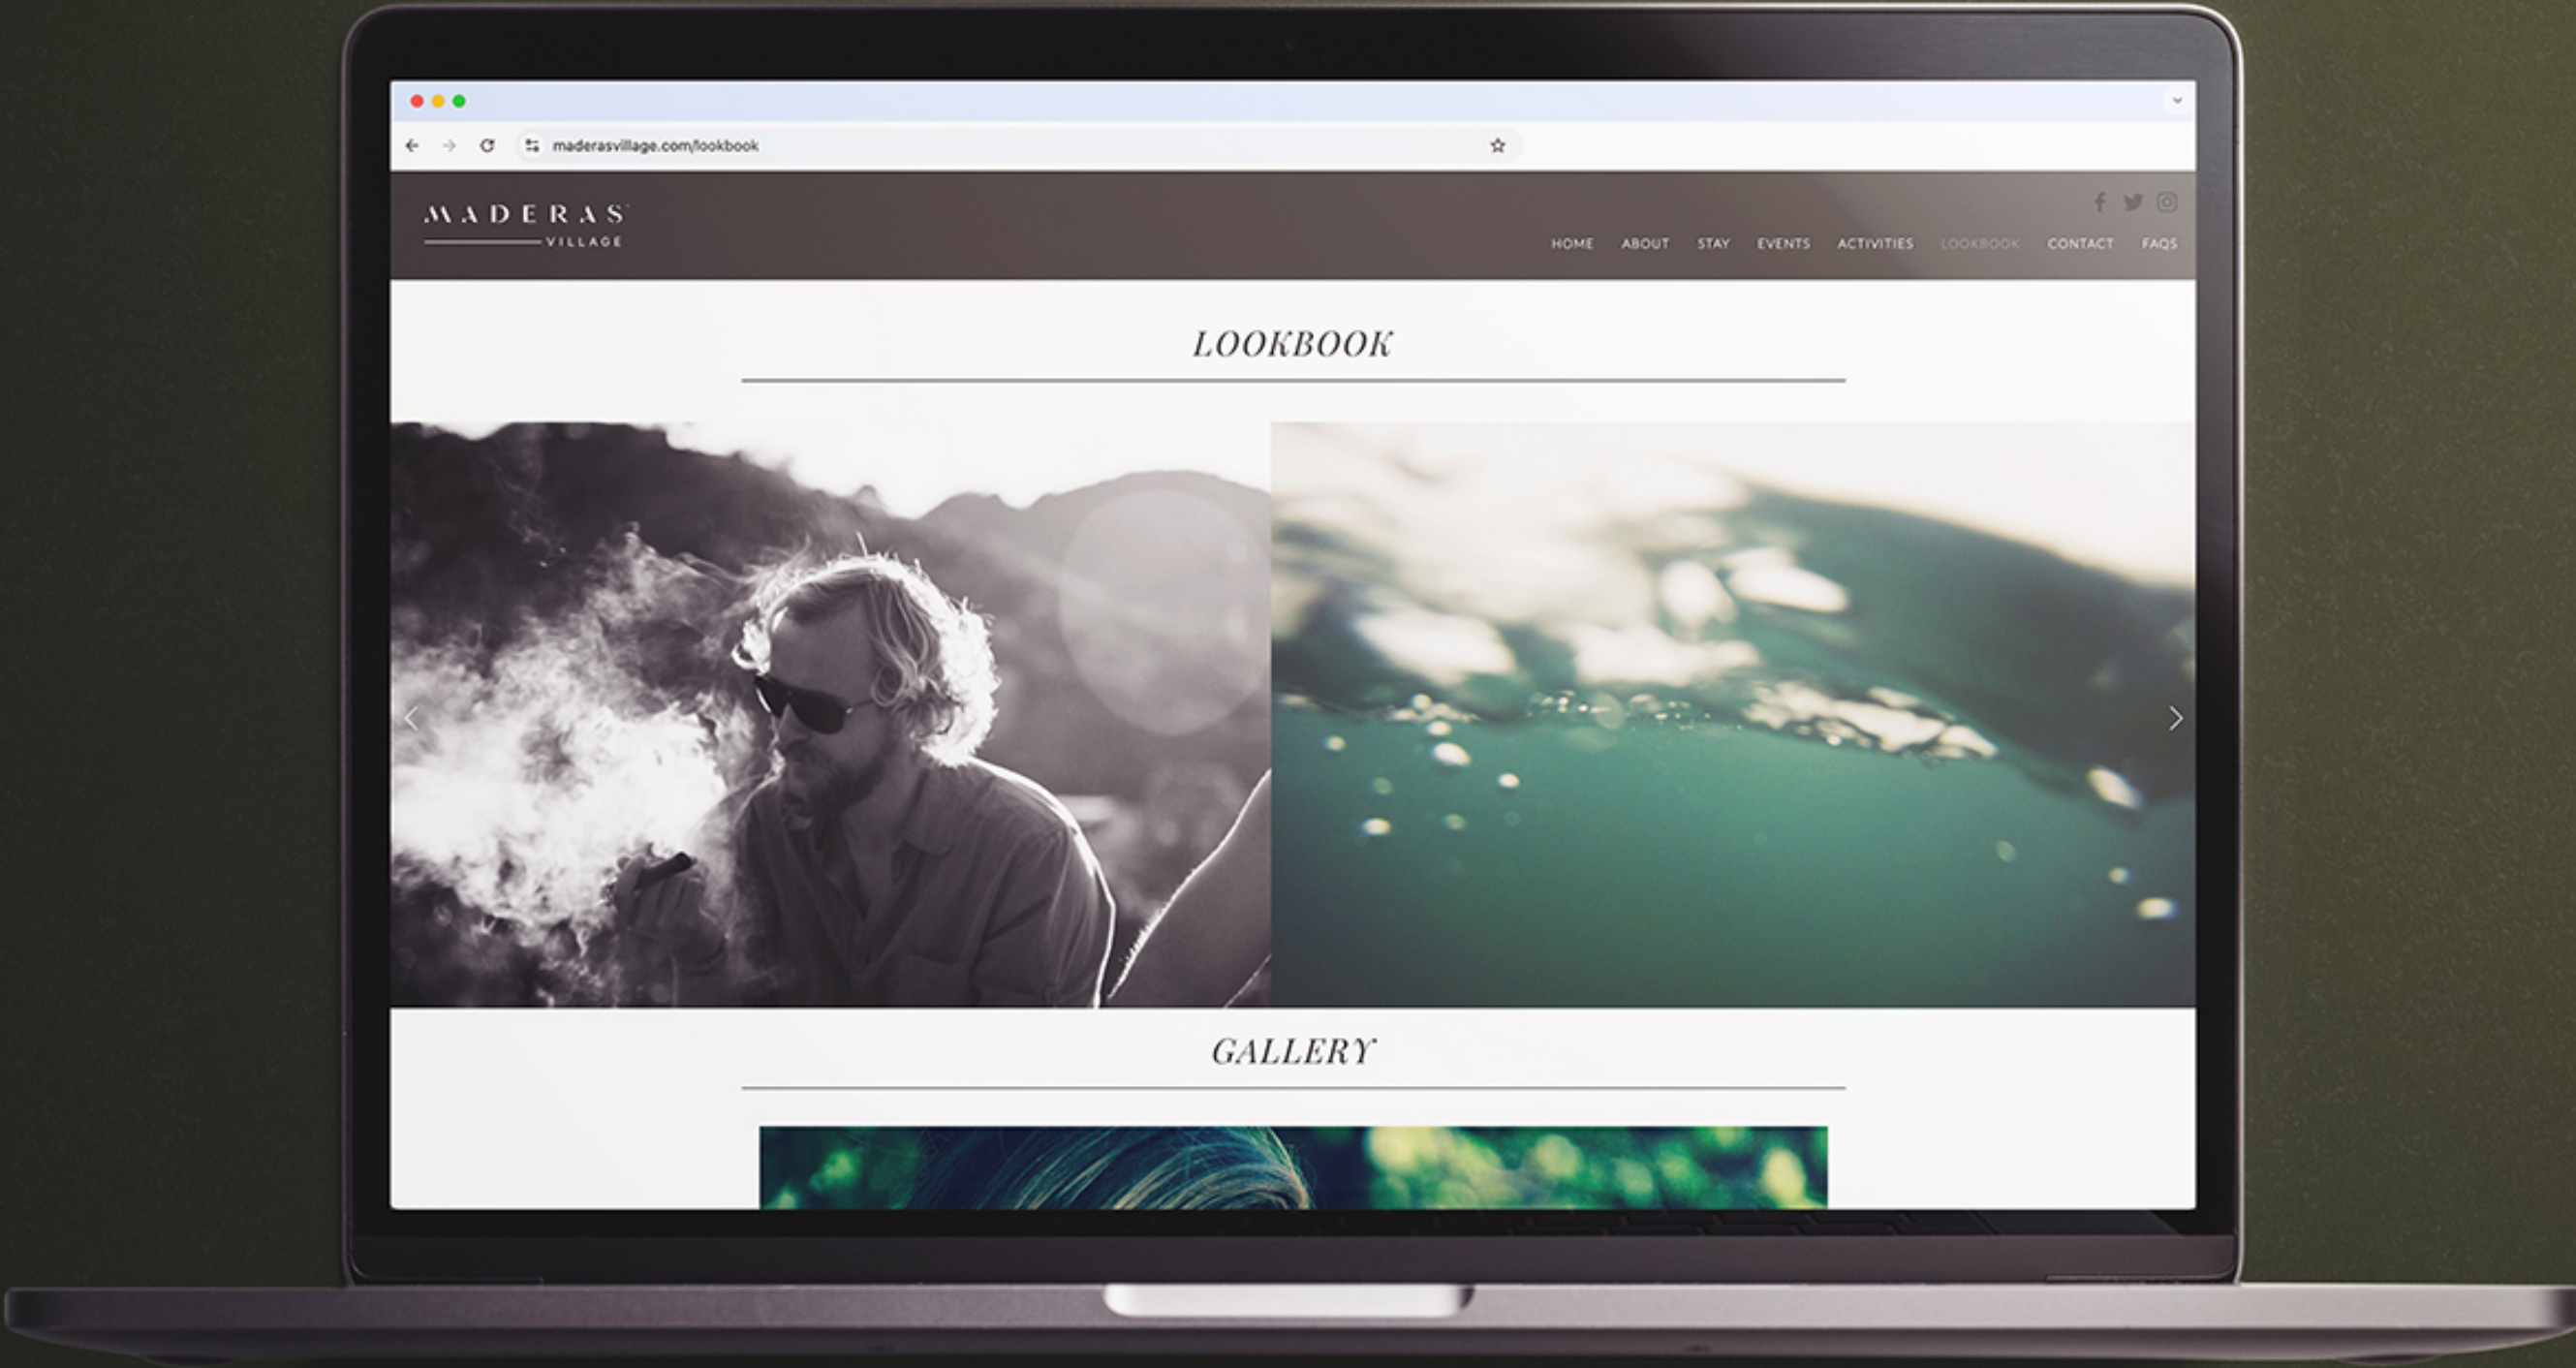 maderasvillage.com/lookbook
MADERAS
VILLAGE
HOME ABOUT STAY EVENTS ACTIVITIES LOOKBOOK CONTACT FAQS
LOOKBOOK
GALLERY